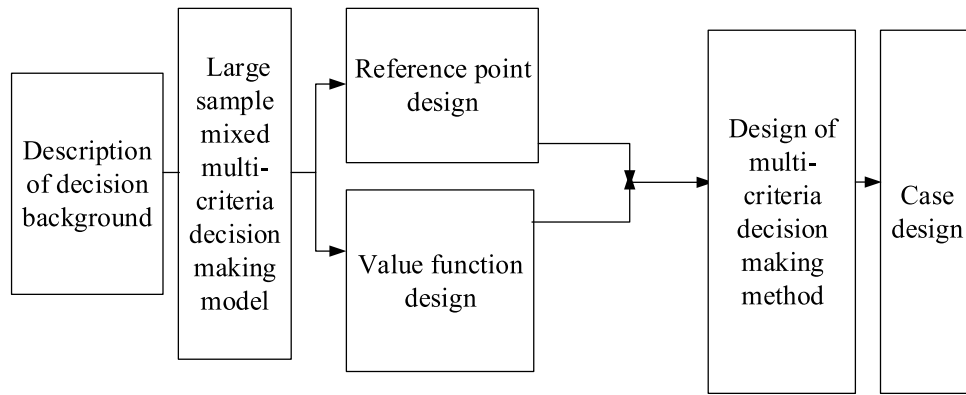 Description
of decision
background
Large
sample
mixed
multi-
criteria
decision
making
model
Reference point
design
Value function
design
Design of
multi-
criteria
decision
making
method
Case
design